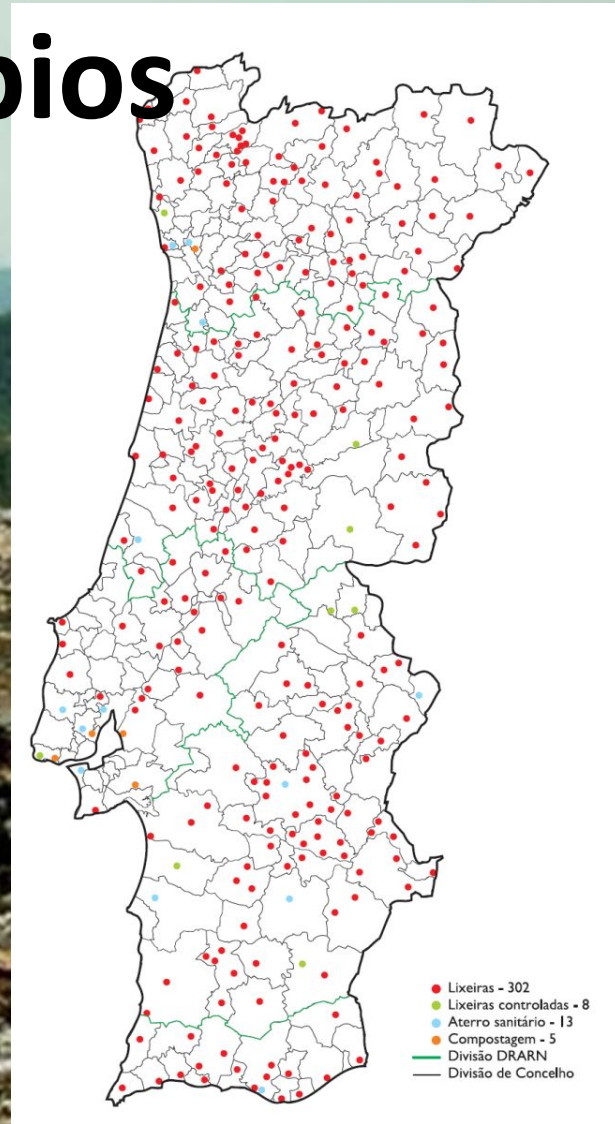 pios
Lixeiras - 302
Lixeiras controladas - 8
Aterro sanitário - 13
Compostagem - 5
Divisão DRARN
Divisão de Concelho